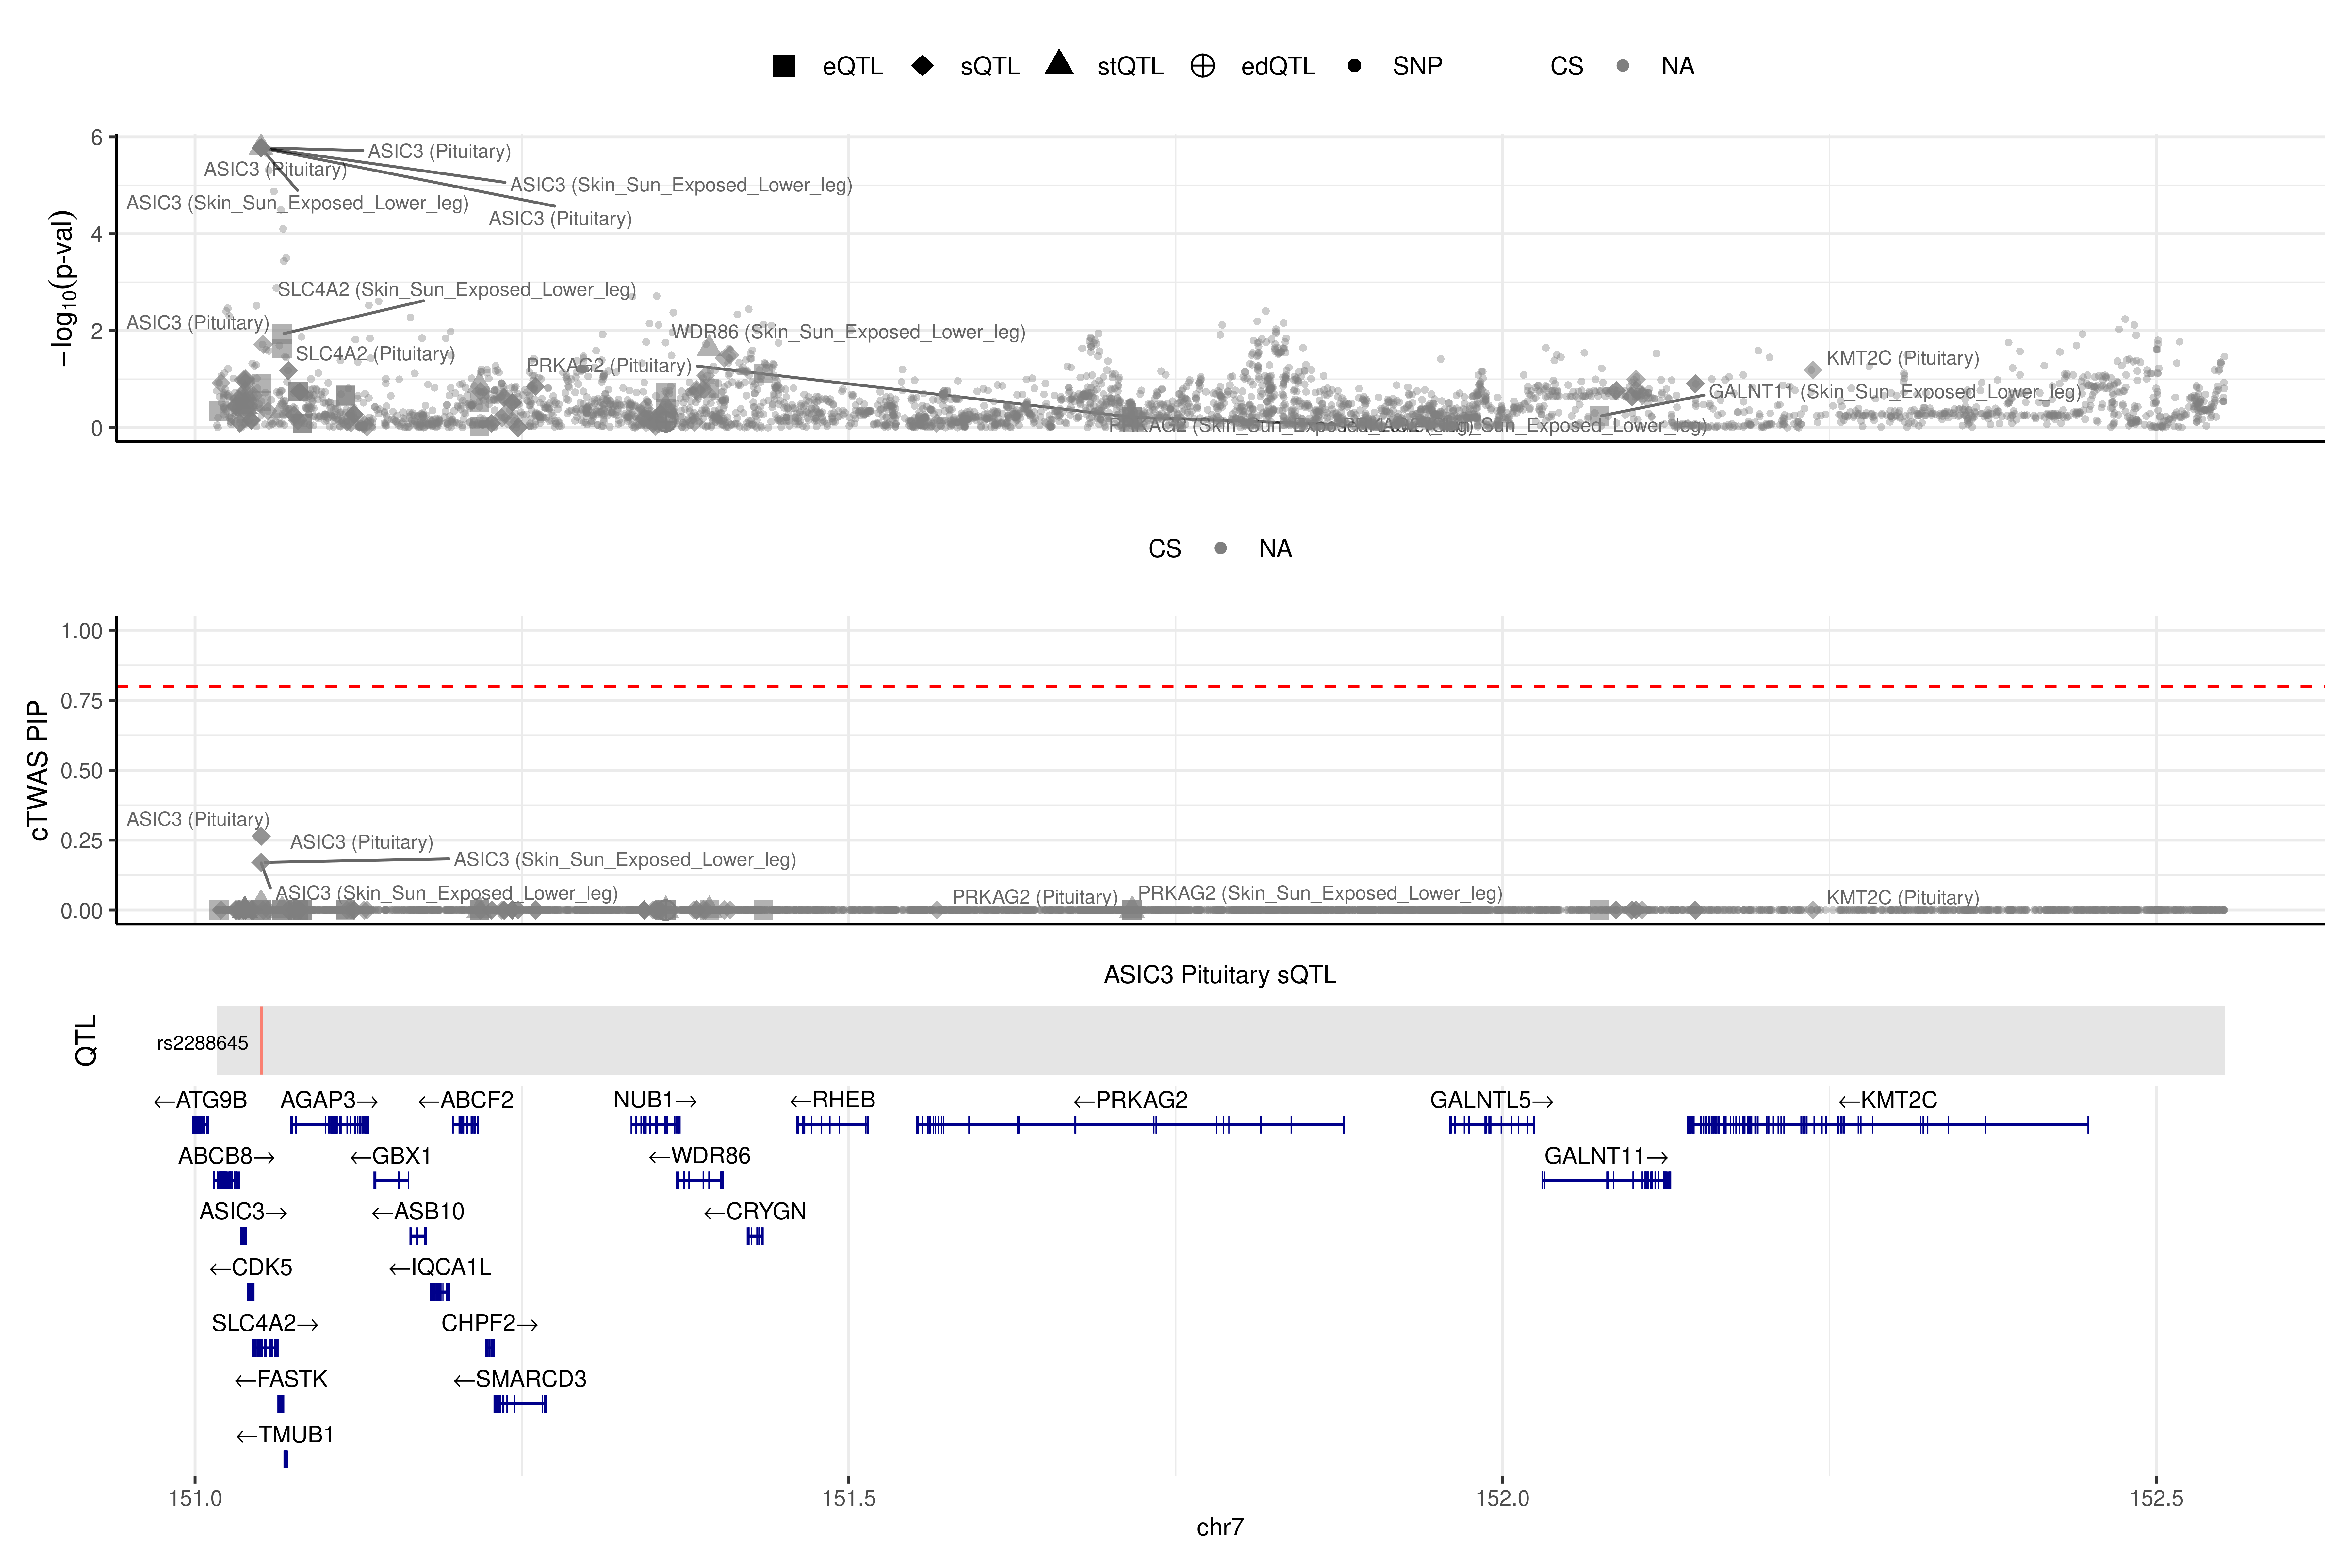 eQTL sQTL stQTL edQTL SNP CS NA
6
ASIC3 (Pituitary)
ASIC3 (Pituitary)
ASIC3 (Skin_Sun_Exposed_Lower_leg)
ASIC3 (Skin_Sun_Exposed_Lower_leg)
ASIC3 (Pituitary)
4
−log10(p-val)
SLC4A2 (Skin_Sun_Exposed_Lower_leg)
ASIC3 (Pituitary)
2
WDR86 (Skin_Sun_Exposed_Lower_leg)
SLC4A2 (Pituitary)
PRKAG2 (Pituitary)
KMT2C (Pituitary)
GALNT11 (Skin_Sun_Exposed_Lower_leg)
PRKAG2 (Skin_Sun_Exposed_Lower_leg)
0
CS NA
1.00
0.75
cTWAS PIP
0.50
ASIC3 (Pituitary)
0.25
ASIC3 (Pituitary)
ASIC3 (Skin_Sun_Exposed_Lower_leg)
ASIC3 (Skin_Sun_Exposed_Lower_leg)
PRKAG2 (Pituitary)
PRKAG2 (Skin_Sun_Exposed_Lower_leg)
KMT2C (Pituitary)
0.00
ASIC3 Pituitary sQTL
QTL
rs2288645
←ATG9B AGAP3→ ←ABCF2 NUB1→ ←RHEB ←PRKAG2 GALNTL5→ ←KMT2C
ABCB8→ ←GBX1 ←WDR86 GALNT11→
ASIC3→ ←ASB10 ←CRYGN
←CDK5 ←IQCA1L
SLC4A2→ CHPF2→
←FASTK ←SMARCD3
←TMUB1
151.0 151.5 152.0 152.5
chr7